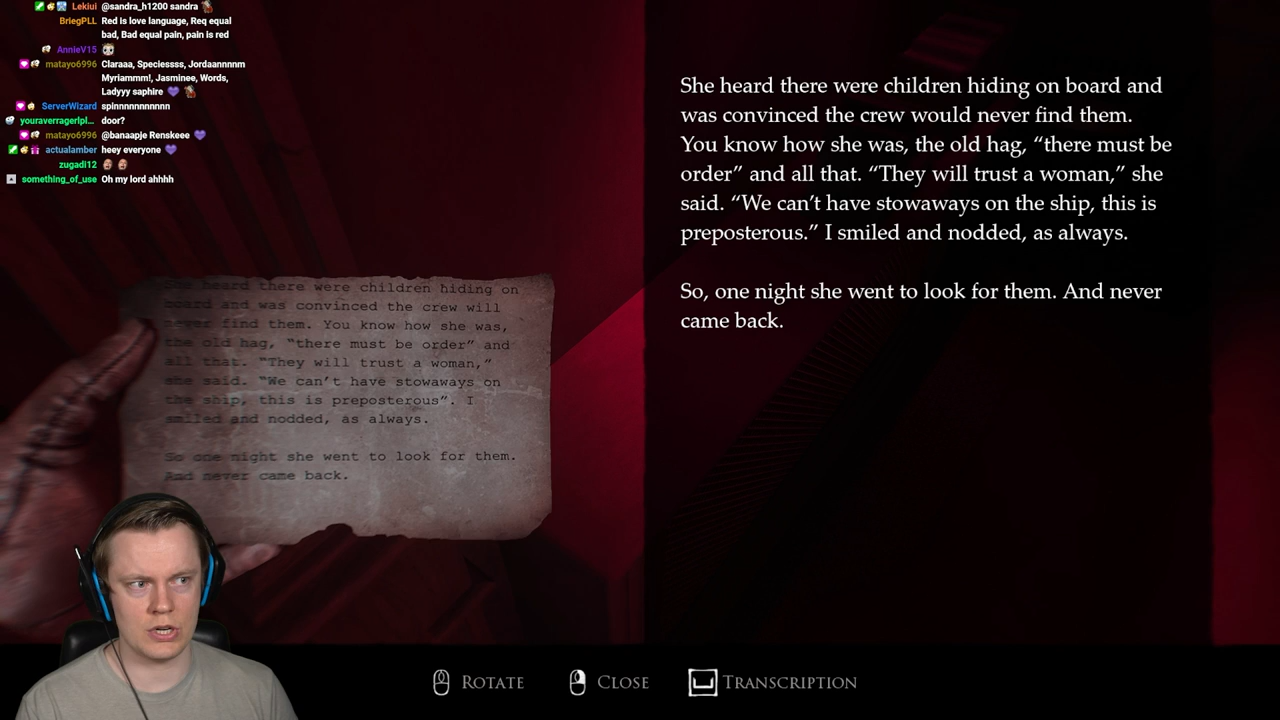 Lekiui @sandra_h1200 sandra
BriegPLL Red is love language, Req equal
bad, Bad equal pain, pain is red
AnnieV15
matayo6996 Claraaa, Speciessss, Jordaannnnm
Myriammm!, Jasminee, Words,
Ladyyy saphire
ServerWizard spinnnnnnnnnn
youraverragerlpl... door?
matayo6996 @banaapje Renskeee
actualamber heey everyone
zugadi12
something_of_use Oh my lord ahhhh
She heard there were children hiding on
board and was convinced the crew will
never find them. You know how she was,
the old hag, “there must be order” and
all that. “They will trust a woman,”
she said. “We can’t have stowaways on
the ship, this is preposterous”. I
smiled and nodded, as always.
So one night she went to look for them.
And never came back.
She heard there were children hiding on board and
was convinced the crew would never find them.
You know how she was, the old hag, “there must be
order” and all that. “They will trust a woman,” she
said. “We can’t have stowaways on the ship, this is
preposterous.” I smiled and nodded, as always.
So, one night she went to look for them. And never
came back.
ROTATE
CLOSE
TRANSCRIPTION